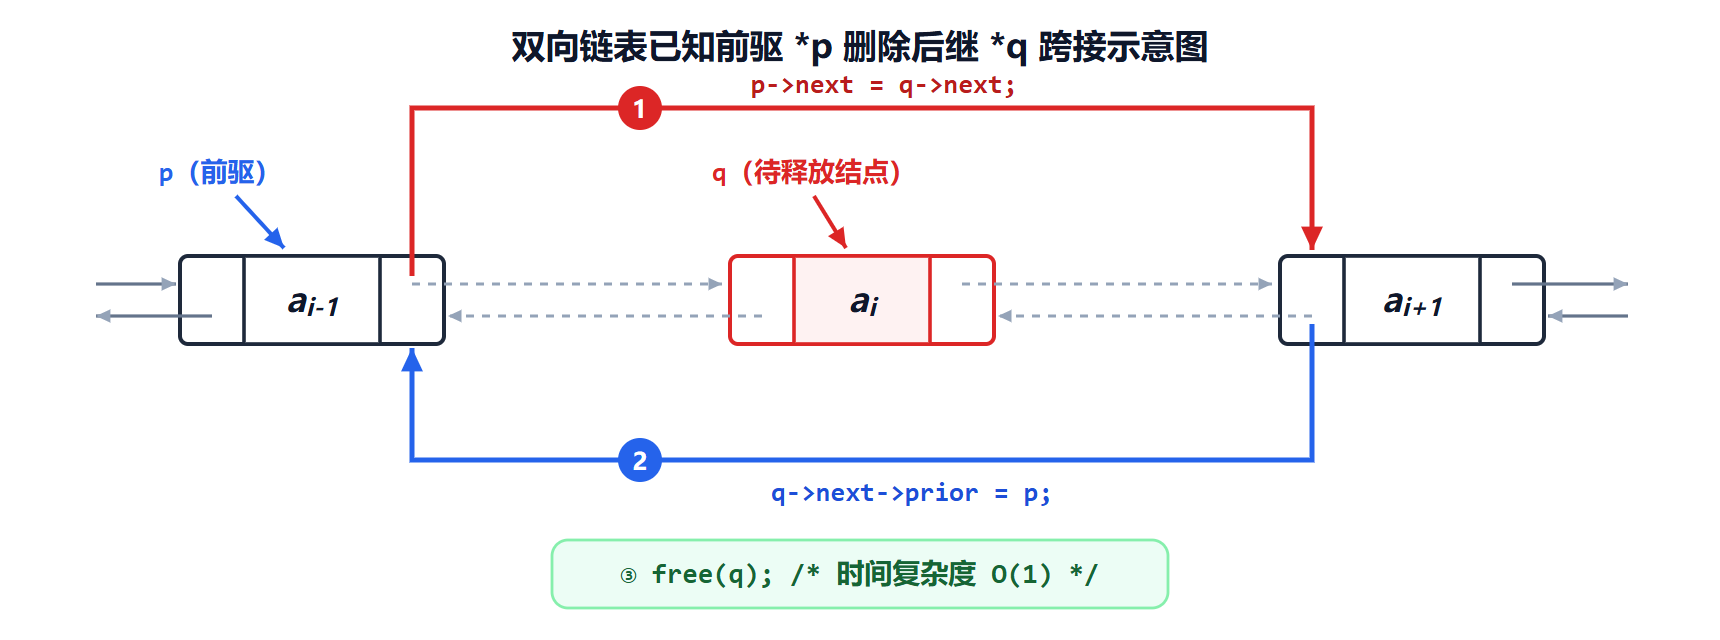 双向链表已知前驱 *p 删除后继 *q 跨接示意图
p->next = q->next;
1
p（前驱）
q（待释放结点）
ai-1
ai
ai+1
2
q->next->prior = p;
③ free(q); /* 时间复杂度 O(1) */